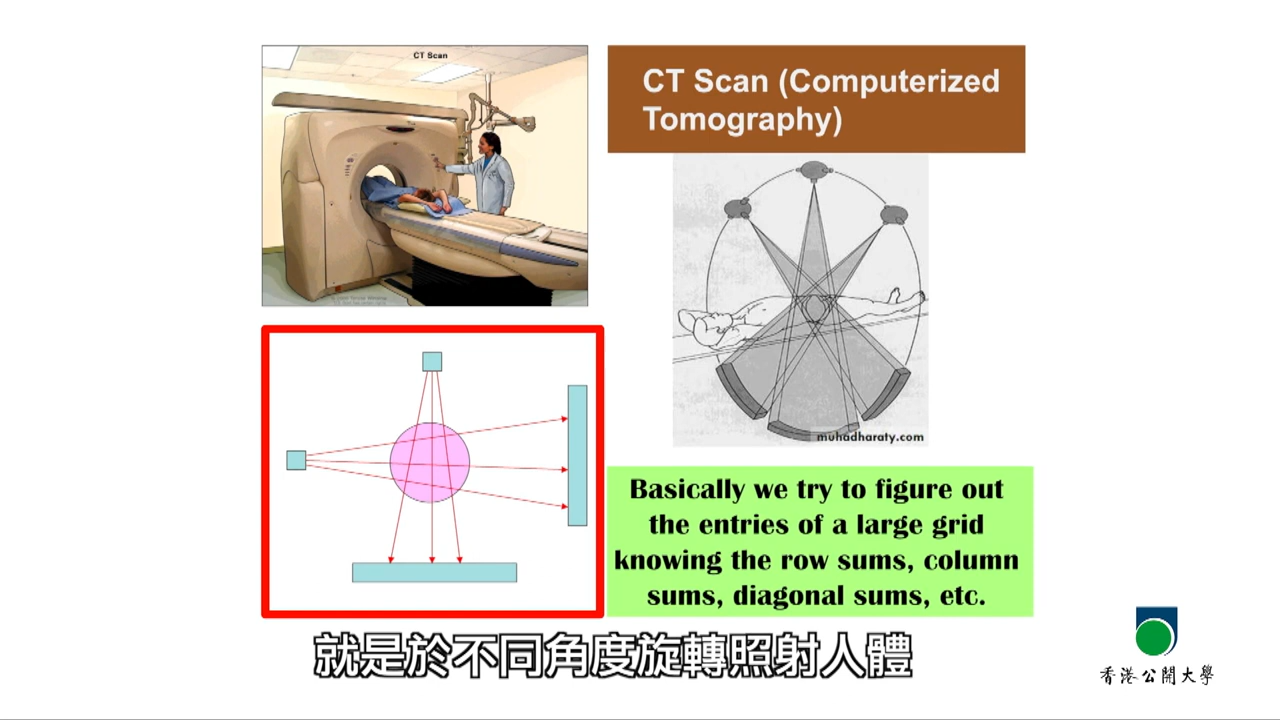 CT Scan
CT Scan (Computerized
Tomography)
muhadharaty.com
Basically we try to figure out
the entries of a large grid
knowing the row sums, column
sums, diagonal sums, etc.
就是於不同角度旋轉照射人體
香港公開大學